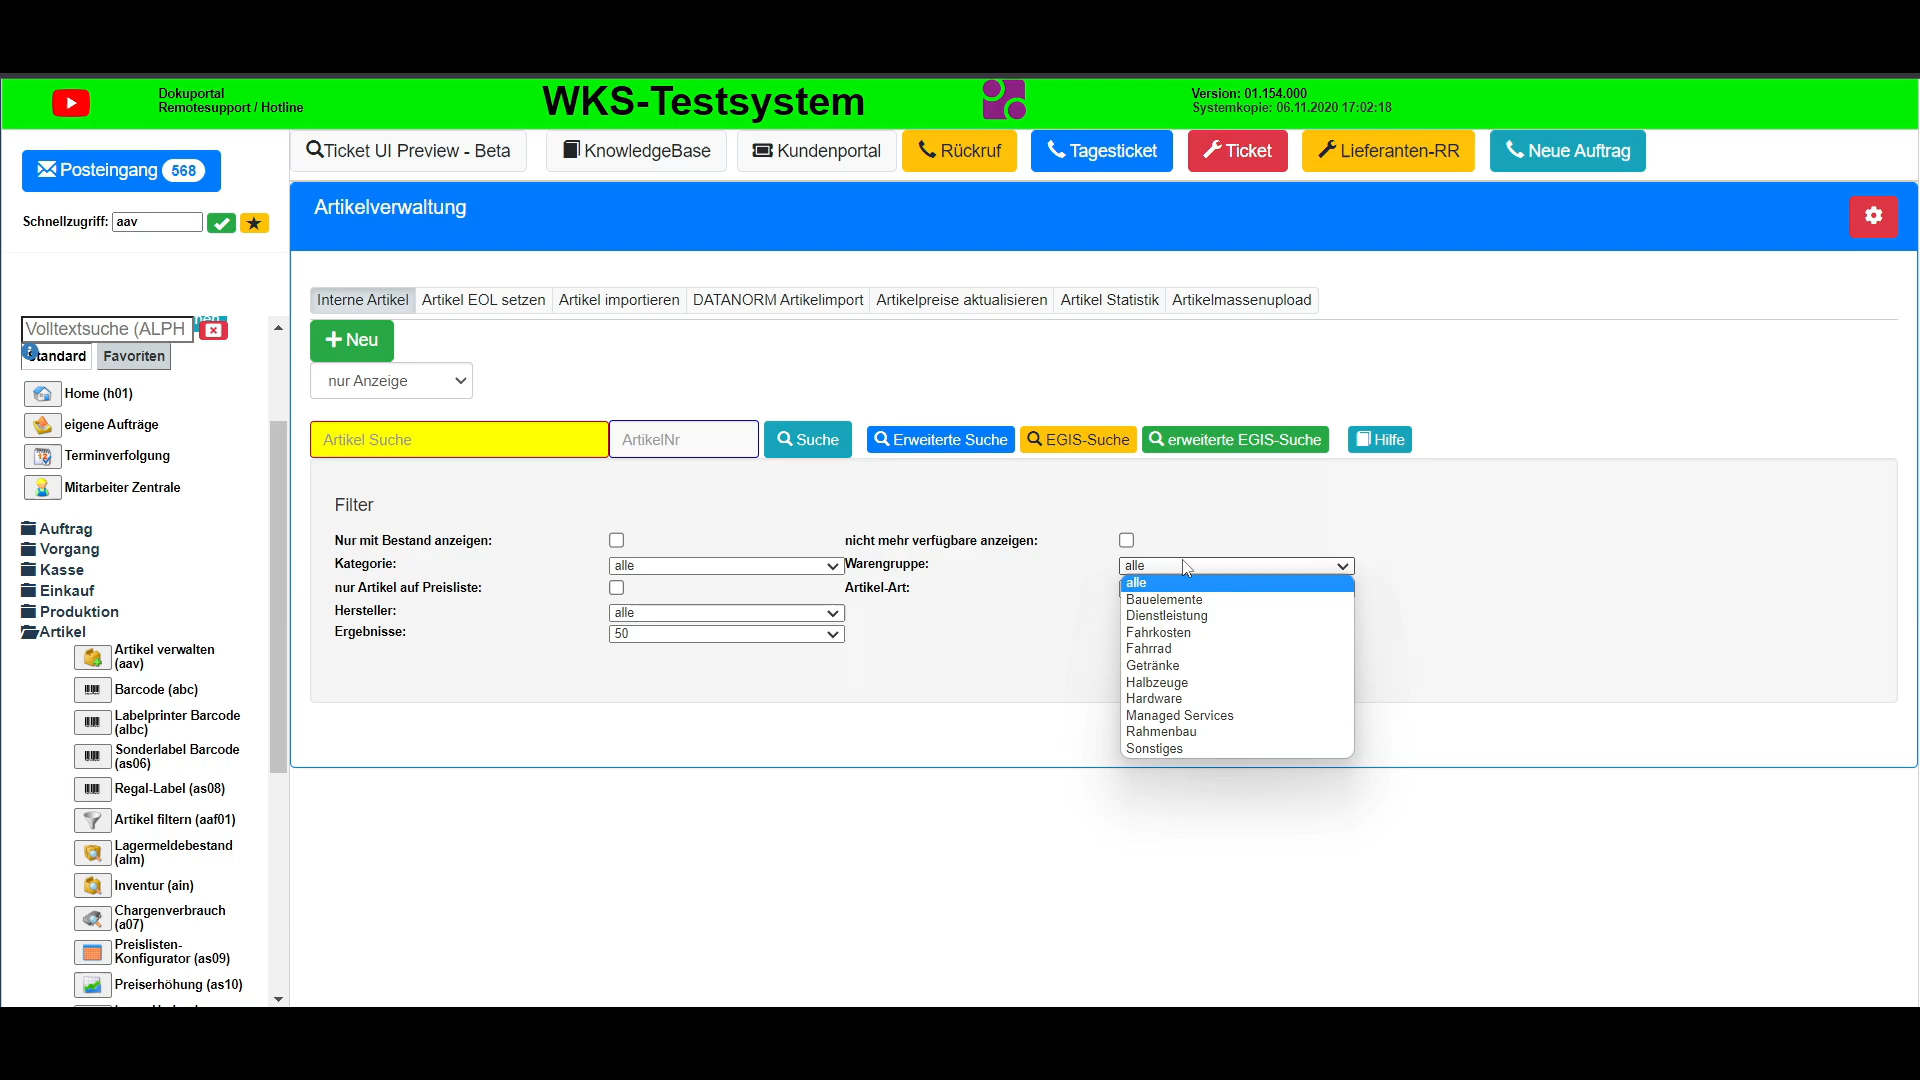 Dokuportal
Remotesupport / Hotline
WKS-Testsystem
Version: 01.154.000
Systemkopie: 06.11.2020 17:02:18
Posteingang 568
Ticket UI Preview - Beta
KnowledgeBase
Kundenportal
Rückruf
Tagesticket
Ticket
Lieferanten-RR
Neue Auftrag
Schnellzugriff: aav
Artikelverwaltung
Volltextsuche (ALPH
Standard
Favoriten
Home (h01)
eigene Aufträge
Terminverfolgung
Mitarbeiter Zentrale
Auftrag
Vorgang
Kasse
Einkauf
Produktion
Artikel
Artikel verwalten
(aav)
Barcode (abc)
Labelprinter Barcode
(albc)
Sonderlabel Barcode
(as06)
Regal-Label (as08)
Artikel filtern (aaf01)
Lagermeldebestand
(alm)
Inventur (ain)
Chargenverbrauch
(a07)
Preislisten-
Konfigurator (as09)
Preiserhöhung (as10)
Interne Artikel
Artikel EOL setzen
Artikel importieren
DATANORM Artikelimport
Artikelpreise aktualisieren
Artikel Statistik
Artikelmassenupload
Neu
nur Anzeige
Artikel Suche
ArtikelNr
Suche
Erweiterte Suche
EGIS-Suche
erweiterte EGIS-Suche
Hilfe
Filter
Nur mit Bestand anzeigen:
nicht mehr verfügbare anzeigen:
Kategorie: alle
Warengruppe: alle
nur Artikel auf Preisliste:
Artikel-Art:
Hersteller: alle
Ergebnisse: 50
alle
Bauelemente
Dienstleistung
Fahrkosten
Fahrrad
Getränke
Halbzeuge
Hardware
Managed Services
Rahmenbau
Sonstiges